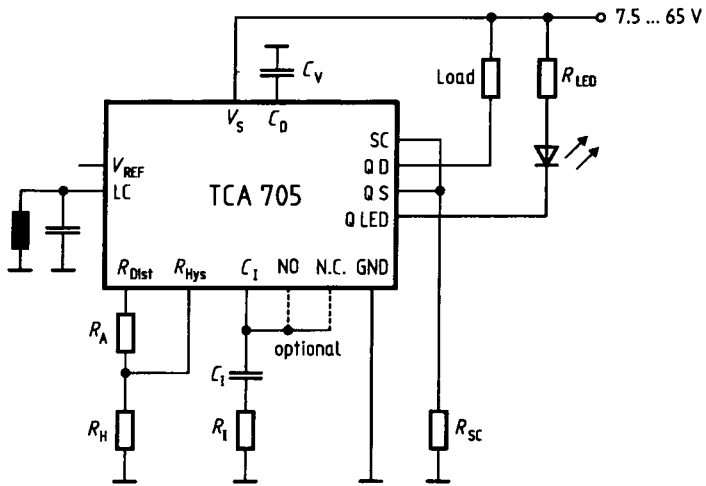 7.5 ... 65 V
C_V
Load
R_LED
V_S
C_D
SC
V_REF
Q D
LC
TCA 705
Q S
Q LED
R_Dist
R_Hys
C_I
NO
N.C.
GND
R_A
optional
C_I
R_H
R_I
R_SC